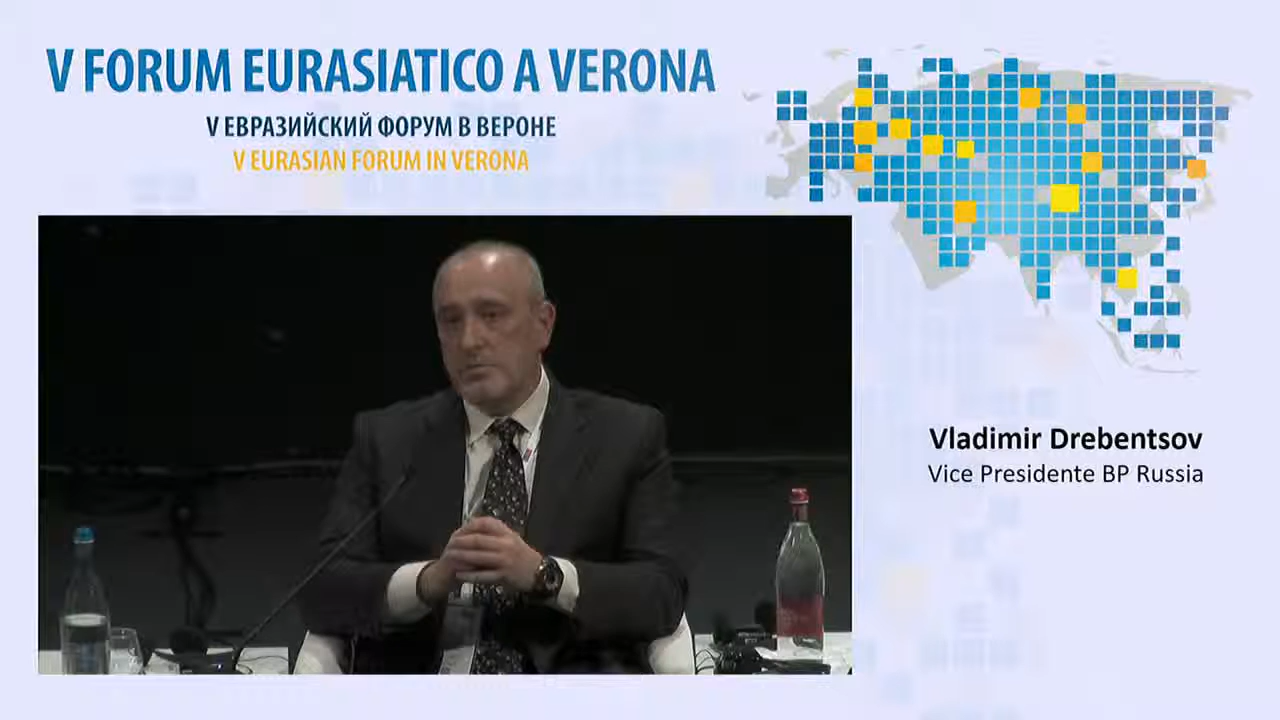 V FORUM EURASIATICO A VERONA
V ЕВРАЗИЙСКИЙ ФОРУМ В ВЕРОНЕ
V EURASIAN FORUM IN VERONA
Vladimir Drebentsov
Vice Presidente BP Russia